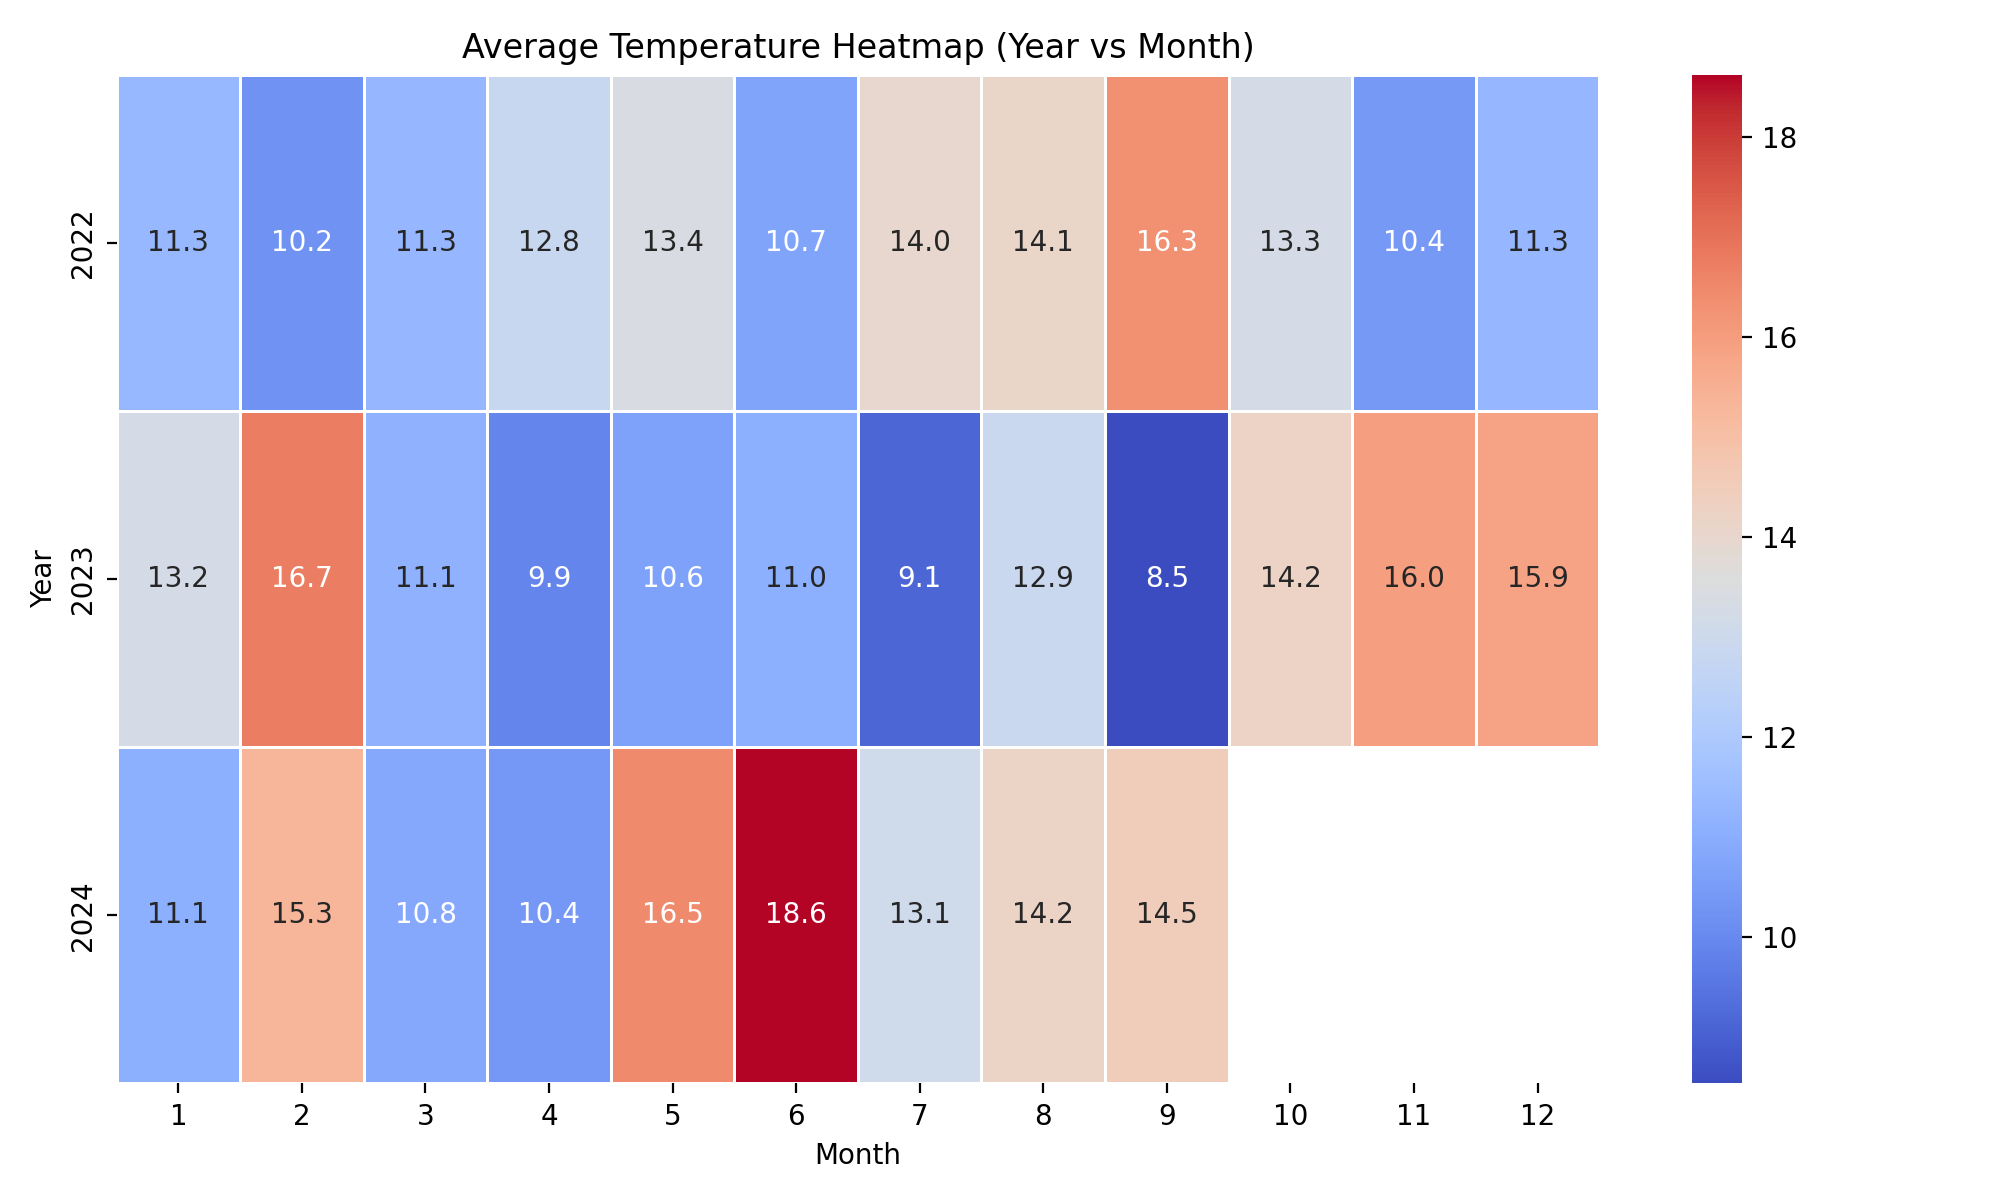 Average Temperature Heatmap (Year vs Month)
2022 11.3 10.2 11.3 12.8 13.4 10.7 14.0 14.1 16.3 13.3 10.4 11.3
2023 13.2 16.7 11.1 9.9 10.6 11.0 9.1 12.9 8.5 14.2 16.0 15.9
2024 11.1 15.3 10.8 10.4 16.5 18.6 13.1 14.2 14.5
Year
1 2 3 4 5 6 7 8 9 10 11 12
Month
18
16
14
12
10